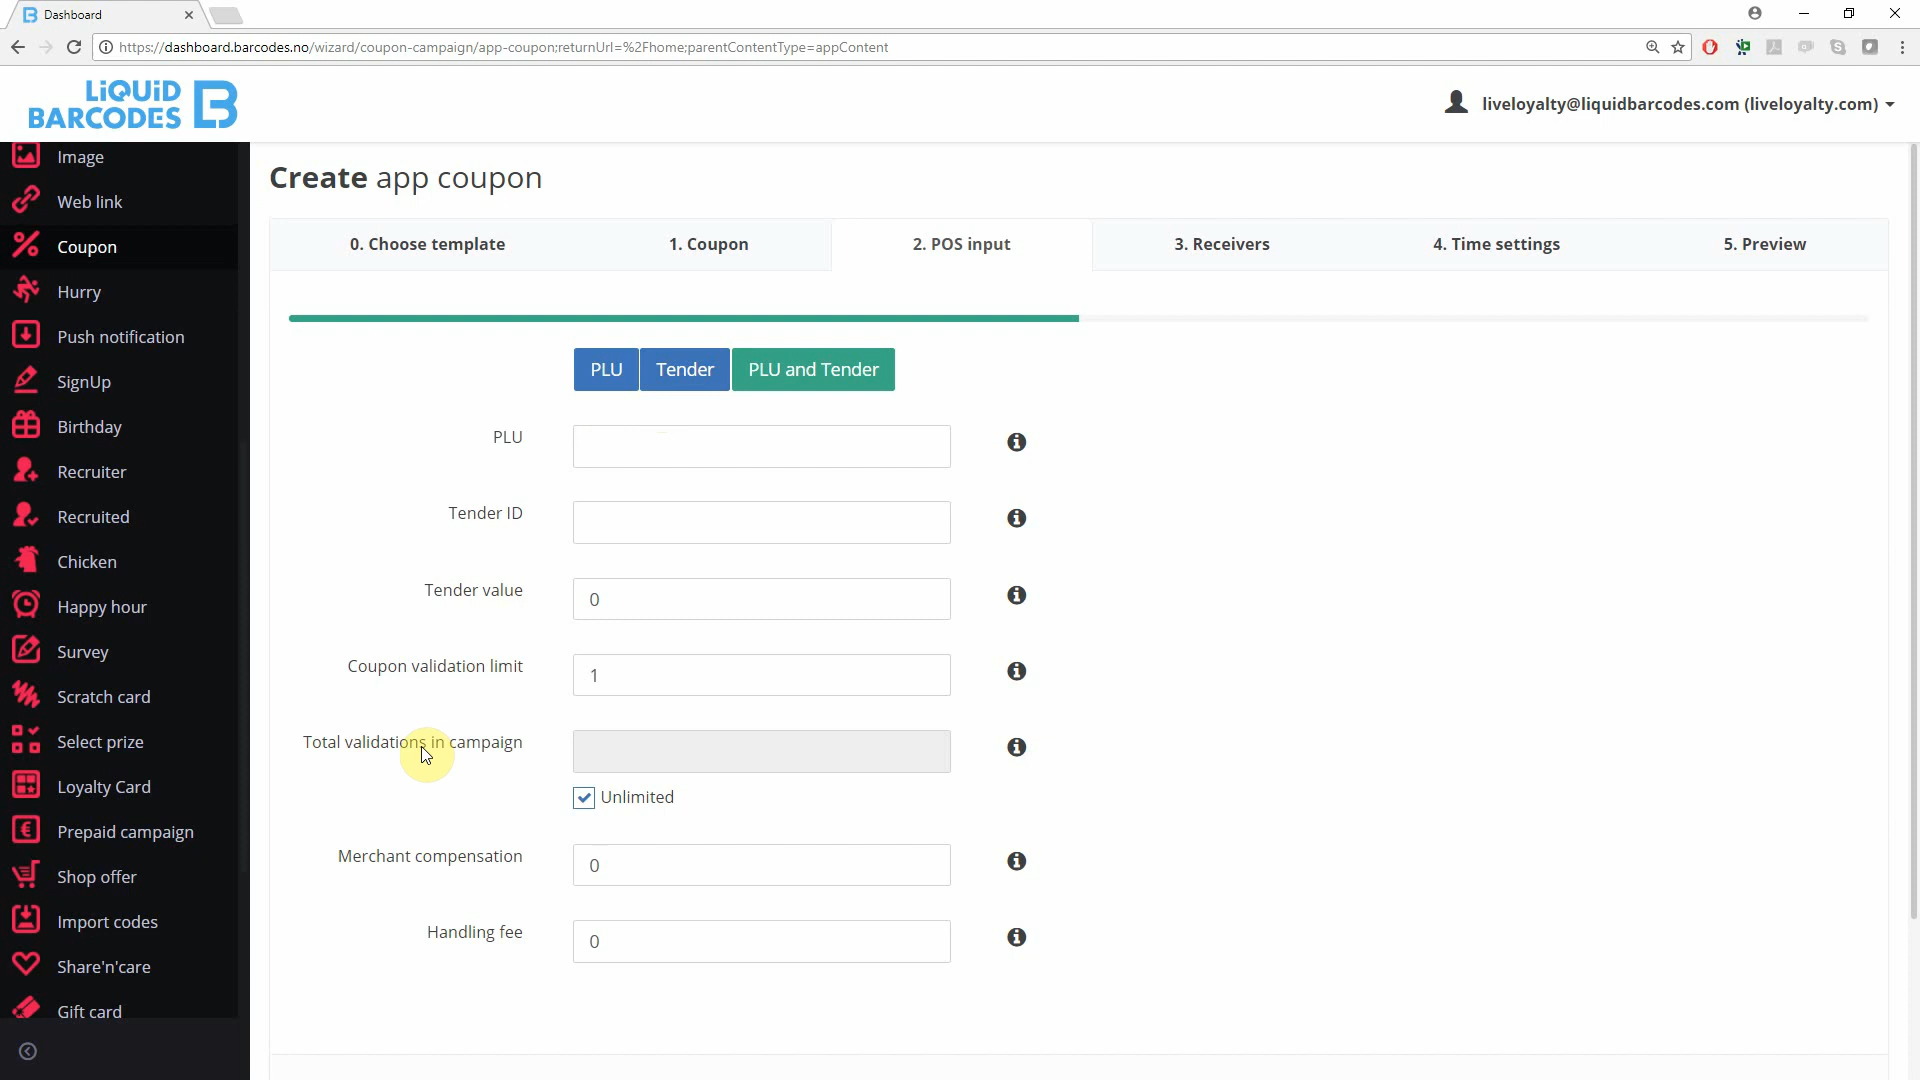 Dashboard
https://dashboard.barcodes.no/wizard/coupon-campaign/app-coupon;returnUrl=%2Fhome;parentContentType=appContent
LiQUiD
BARCODES
liveloyalty@liquidbarcodes.com (liveloyalty.com)
Image
Web link
Coupon
Hurry
Push notification
SignUp
Birthday
Recruiter
Recruited
Chicken
Happy hour
Survey
Scratch card
Select prize
Loyalty Card
Prepaid campaign
Shop offer
Import codes
Share'n'care
Gift card
Create app coupon
0. Choose template
1. Coupon
2. POS input
3. Receivers
4. Time settings
5. Preview
PLU
Tender
PLU and Tender
PLU
Tender ID
Tender value
0
Coupon validation limit
1
Total validations in campaign
Unlimited
Merchant compensation
0
Handling fee
0